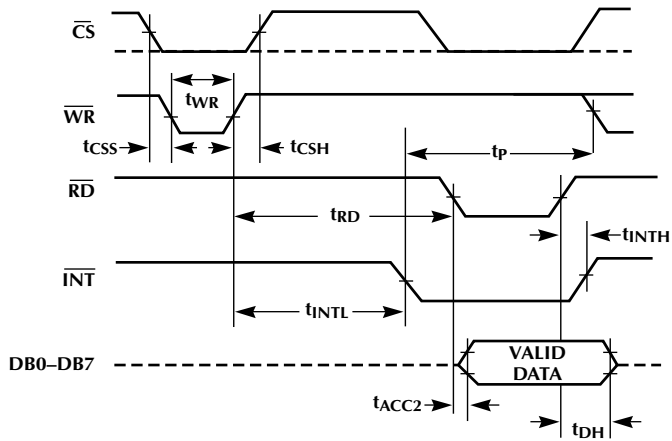 CS
tWR
WR
tCSS
tCSH
tP
RD
tRD
tINTH
INT
tINTL
DB0–DB7
VALID
DATA
tACC2
tDH